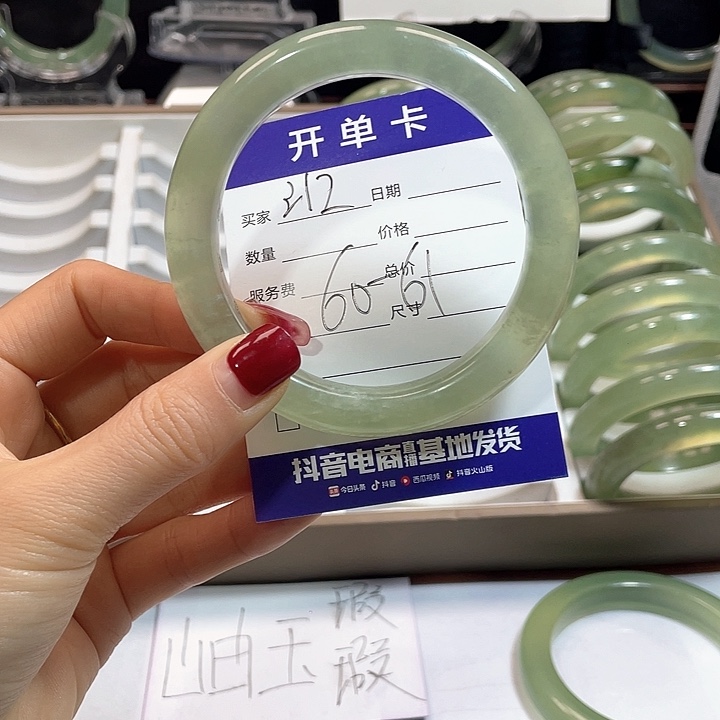 开单卡
买家 312 日期
数量 价格
服务费 总价
60-61 尺寸
抖音电商直播基地发货
今日头条 抖音 西瓜视频 抖音火山版
岫玉 瑕
瑕